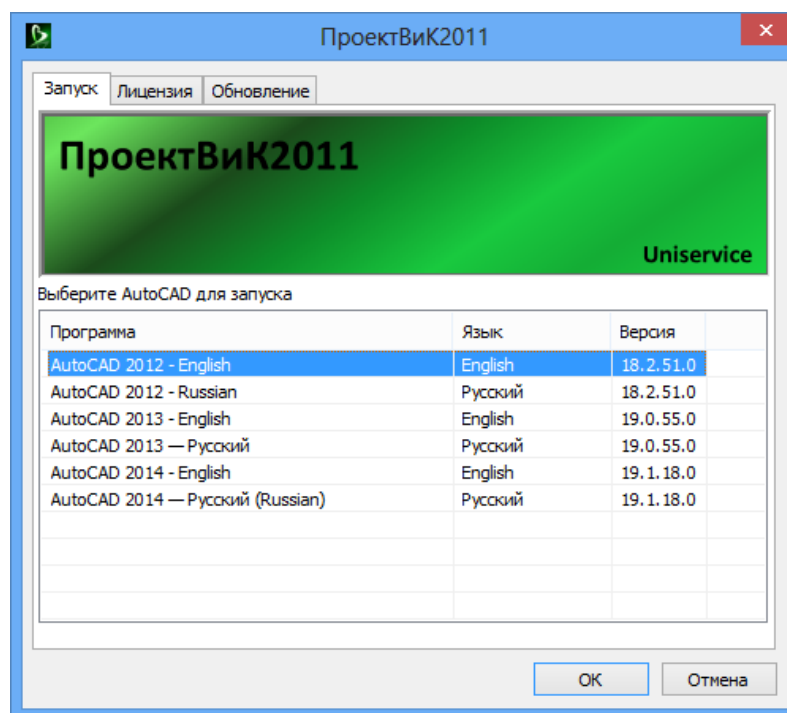 ПроектВиК2011
Запуск Лицензия Обновление
ПроектВиК2011
Uniservice
Выберите AutoCAD для запуска
Программа Язык Версия
AutoCAD 2012 - English English 18.2.51.0
AutoCAD 2012 - Russian Русский 18.2.51.0
AutoCAD 2013 - English English 19.0.55.0
AutoCAD 2013 — Русский Русский 19.0.55.0
AutoCAD 2014 - English English 19.1.18.0
AutoCAD 2014 — Русский (Russian) Русский 19.1.18.0
OK Отмена